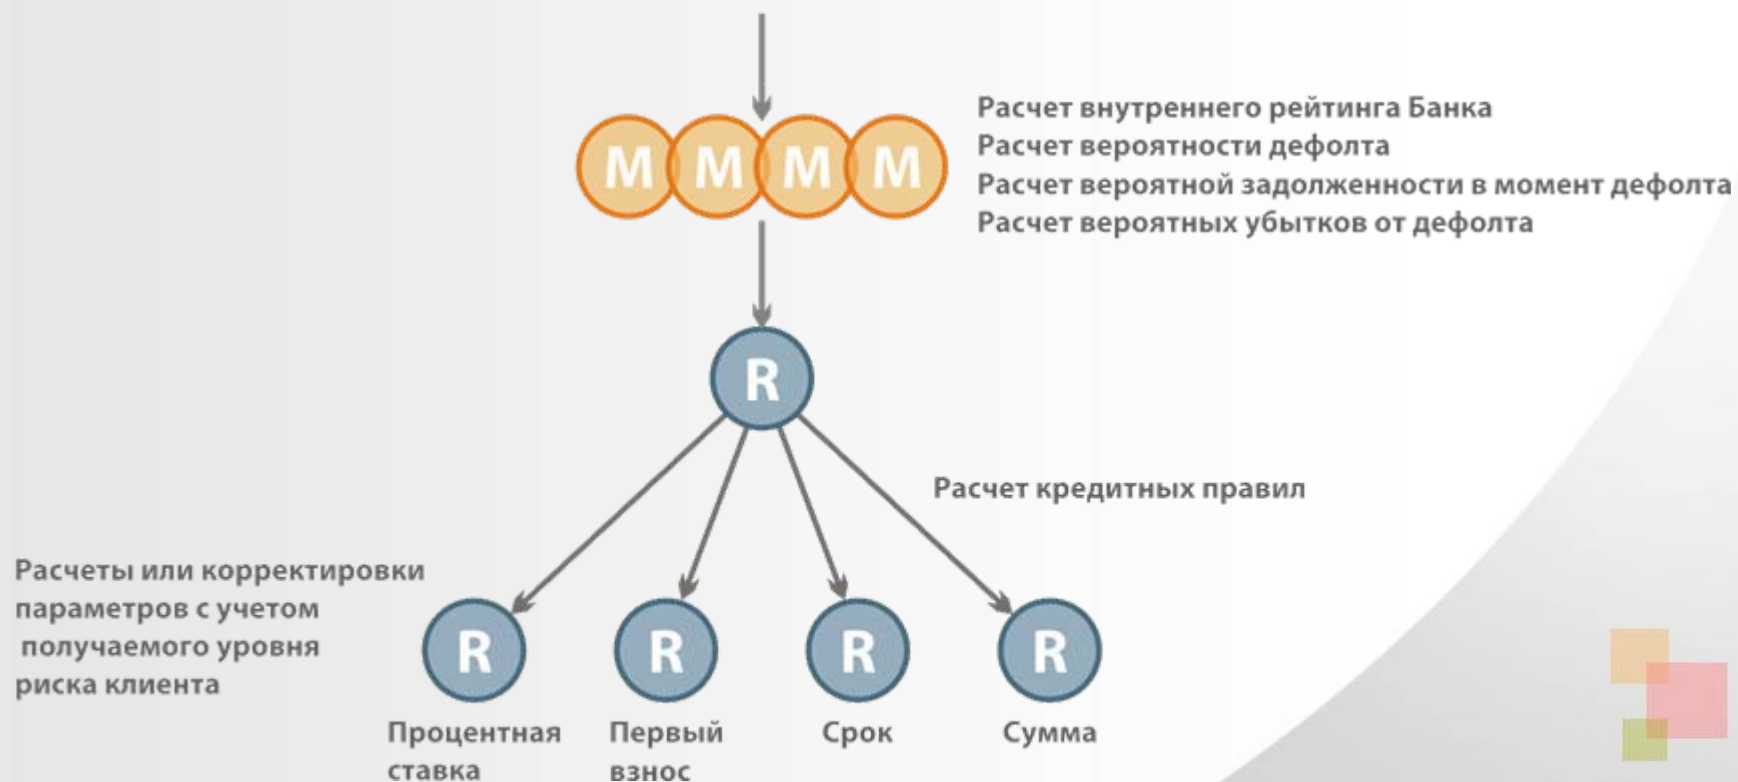 M M M M
Расчет внутреннего рейтинга Банка
Расчет вероятности дефолта
Расчет вероятной задолженности в момент дефолта
Расчет вероятных убытков от дефолта
R
Расчет кредитных правил
Расчеты или корректировки
параметров с учетом
получаемого уровня
риска клиента
R R R R
Процентная
ставка
Первый
взнос
Срок
Сумма